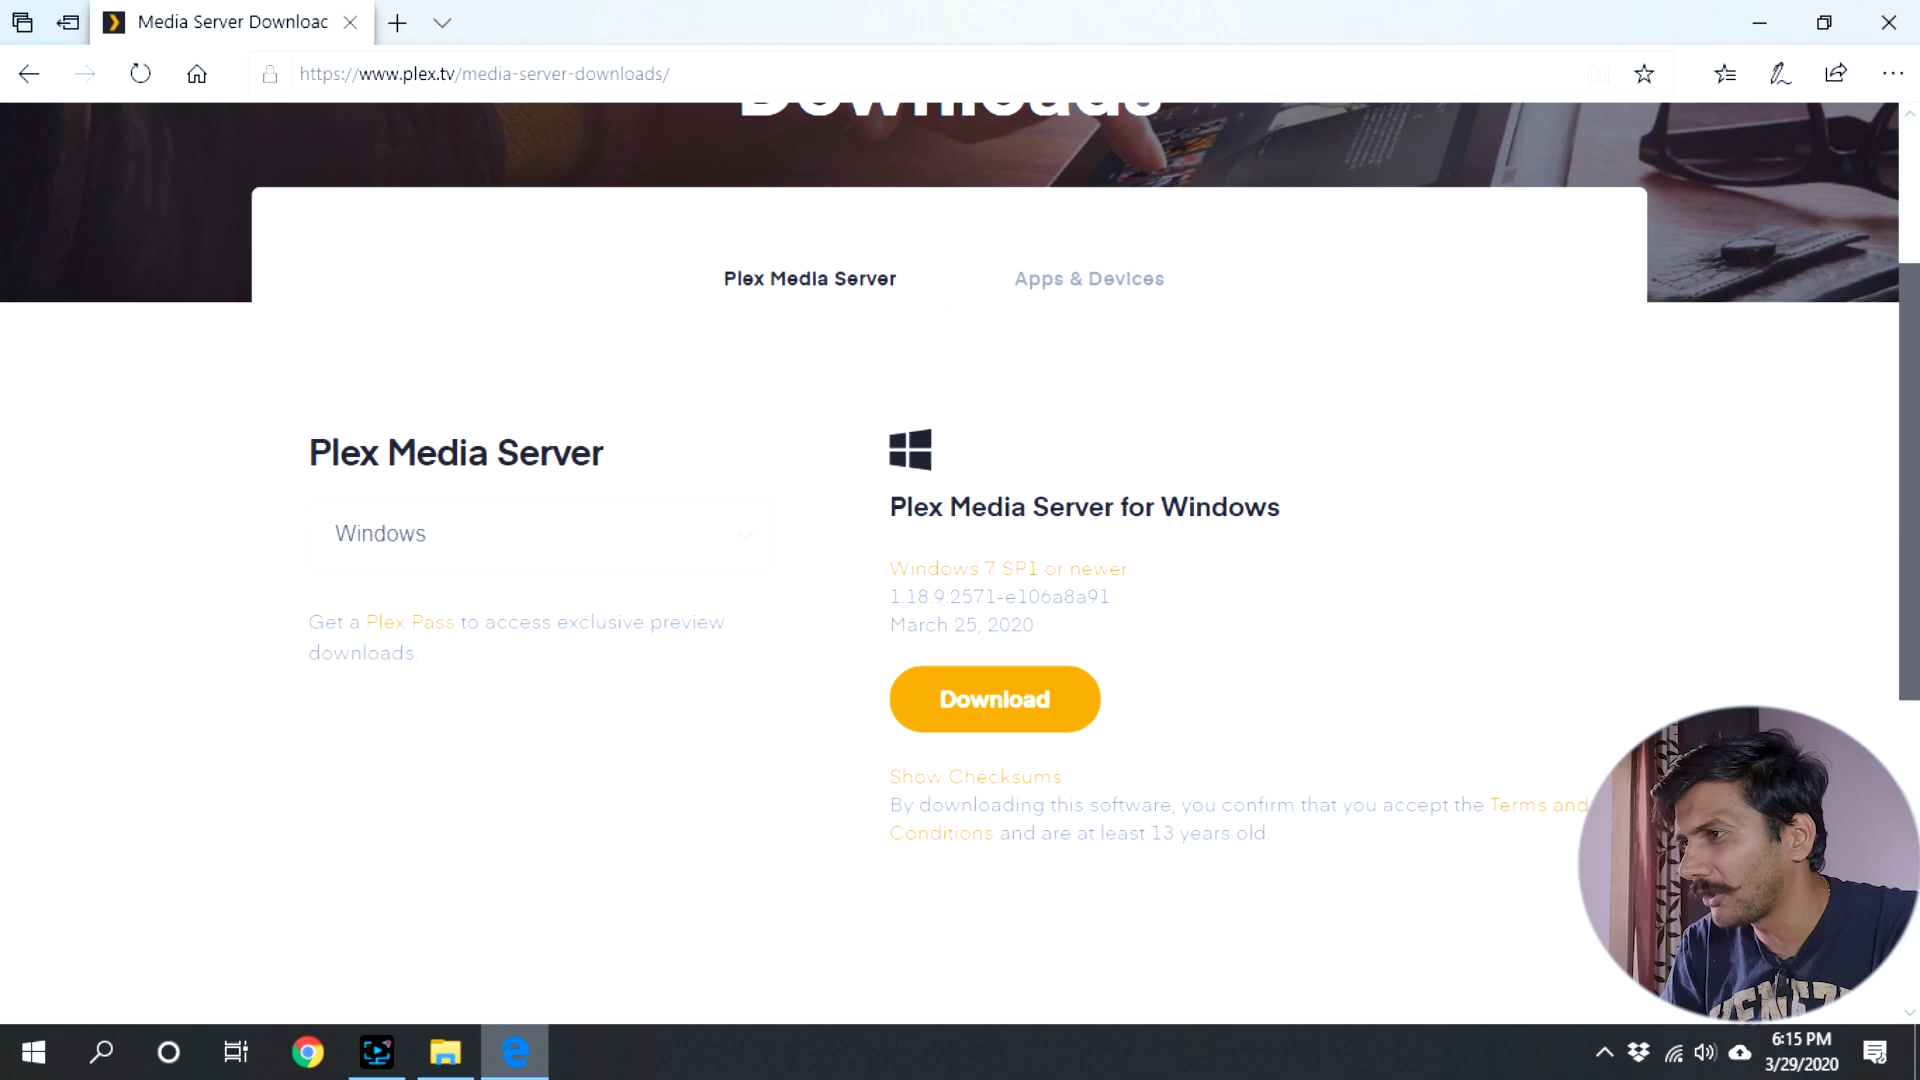 Media Server Downloac
https://www.plex.tv/media-server-downloads/
Downloads
Plex Media Server
Apps & Devices
Plex Media Server
Windows
Get a Plex Pass to access exclusive preview
downloads.
Plex Media Server for Windows
Windows 7 SP1 or newer
1.18.9.2571-e106a8a91
March 25, 2020
Download
Show Checksums
By downloading this software, you confirm that you accept the Terms and
Conditions and are at least 13 years old.
6:15 PM
3/29/2020